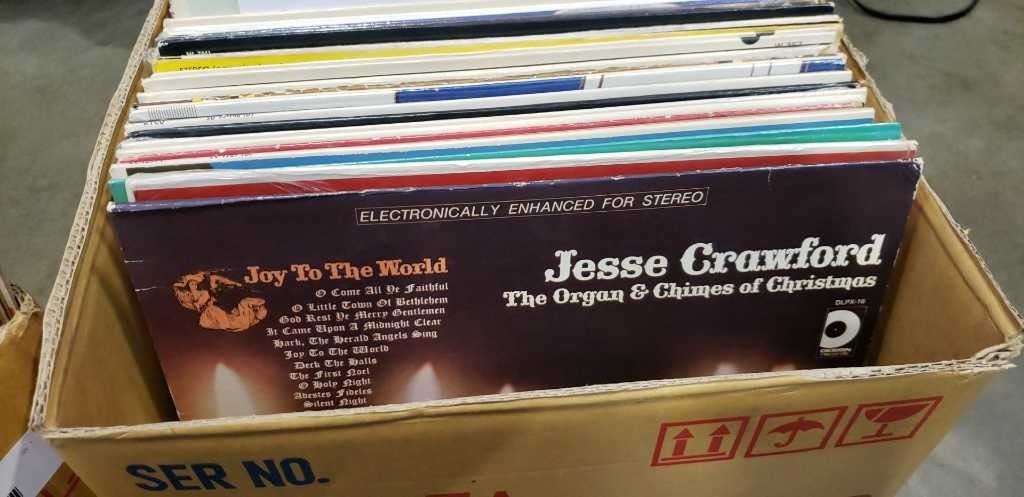 STEREO
ELECTRONICALLY ENHANCED FOR STEREO
Joy To The World
O Come All Ye Faithful
O Little Town Of Bethlehem
God Rest Ye Merry Gentlemen
It Came Upon A Midnight Clear
Hark, The Herald Angels Sing
Joy To The World
Deck The Halls
The First Noel
O Holy Night
Adestes Fideles
Silent Night
Jesse Crawford
The Organ & Chimes of Christmas
DLPX-16
SER NO.